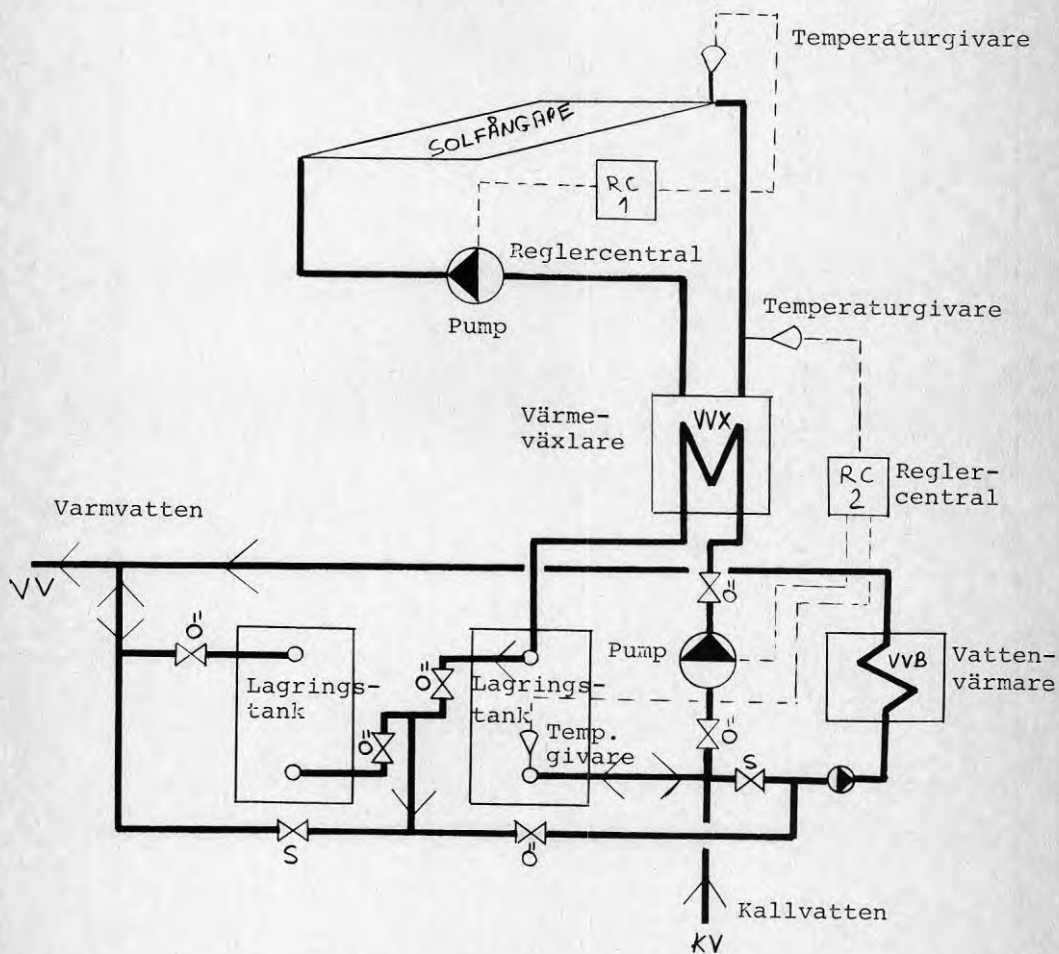 Temperaturgivare
SOLFÅNGARE
RC
1
Reglercentral
Pump
Temperaturgivare
Värme-
växlare
VVX
RC
2
Regler-
central
Varmvatten
VV
Ö
Ö
Pump
VVB
Vatten-
värmare
Lagrings-
tank
Ö
Lagrings-
tank
Ö
Temp.
givare
Ö
S
S
Ö
Kallvatten
KV